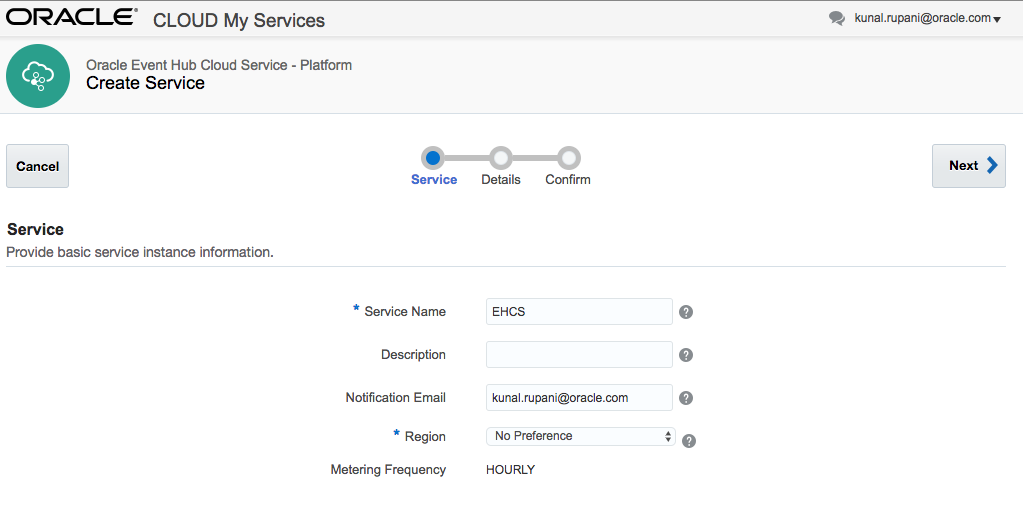 ORACLE® CLOUD My Services kunal.rupani@oracle.com
Oracle Event Hub Cloud Service - Platform
Create Service
Cancel
Next
Service Details Confirm
Service
Provide basic service instance information.
* Service Name EHCS ?
Description ?
Notification Email kunal.rupani@oracle.com ?
* Region No Preference ?
Metering Frequency HOURLY